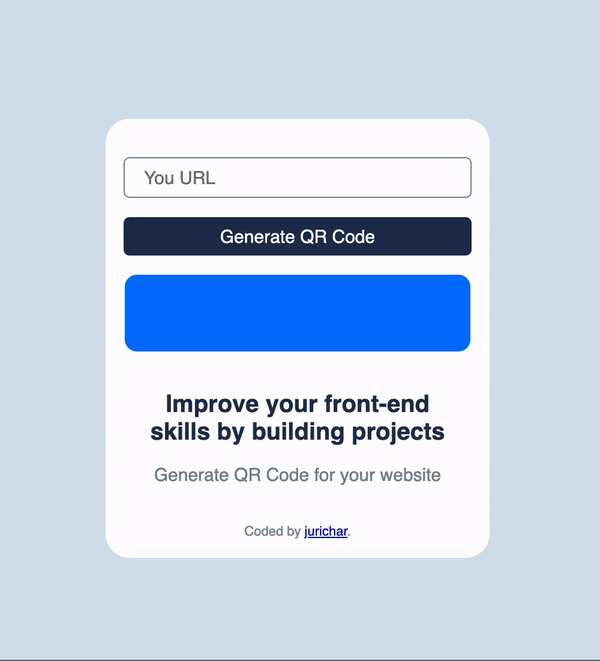 You URL
Generate QR Code
Improve your front-end
skills by building projects
Generate QR Code for your website
Coded by jurichar.